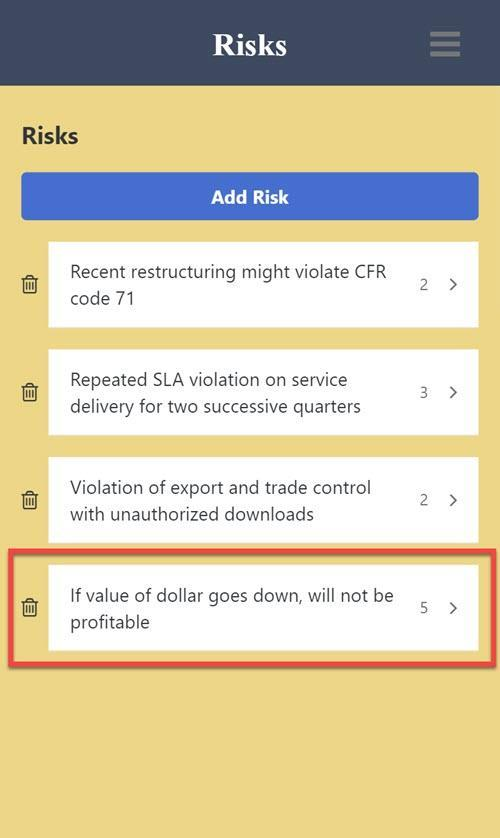 Risks
Risks
Add Risk
Recent restructuring might violate CFR
code 71
2
Repeated SLA violation on service
delivery for two successive quarters
3
Violation of export and trade control
with unauthorized downloads
2
If value of dollar goes down, will not be
profitable
5